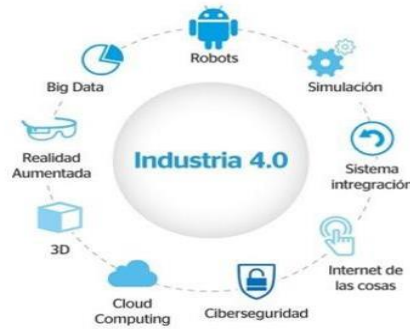 Robots
Big Data
Simulación
Realidad
Aumentada
Industria 4.0
Sistema
intregración
3D
Internet de
las cosas
Cloud
Computing
Ciberseguridad